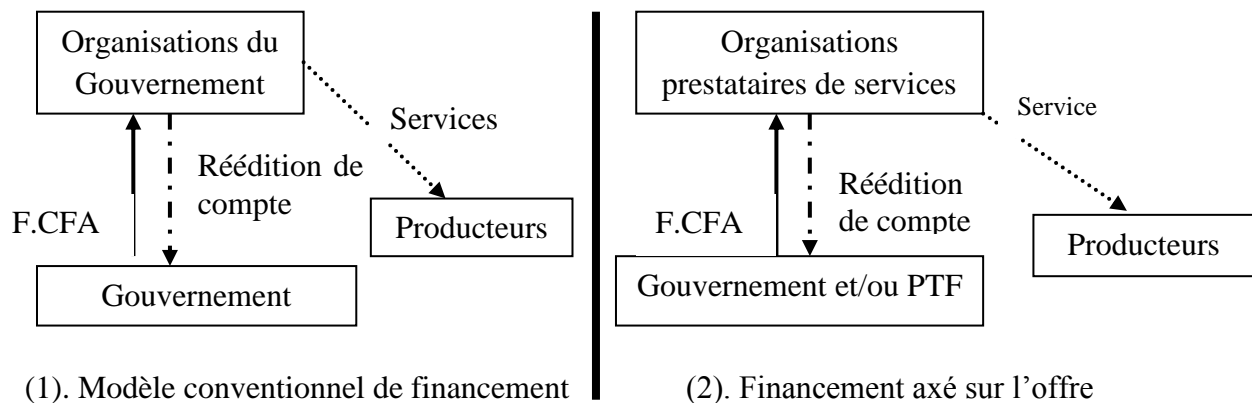 Organisations du
Gouvernement
Services
Réédition de
compte
F.CFA
Producteurs
Gouvernement
(1). Modèle conventionnel de financement
Organisations
prestataires de services
Service
Réédition
de compte
F.CFA
Producteurs
Gouvernement et/ou PTF
(2). Financement axé sur l’offre